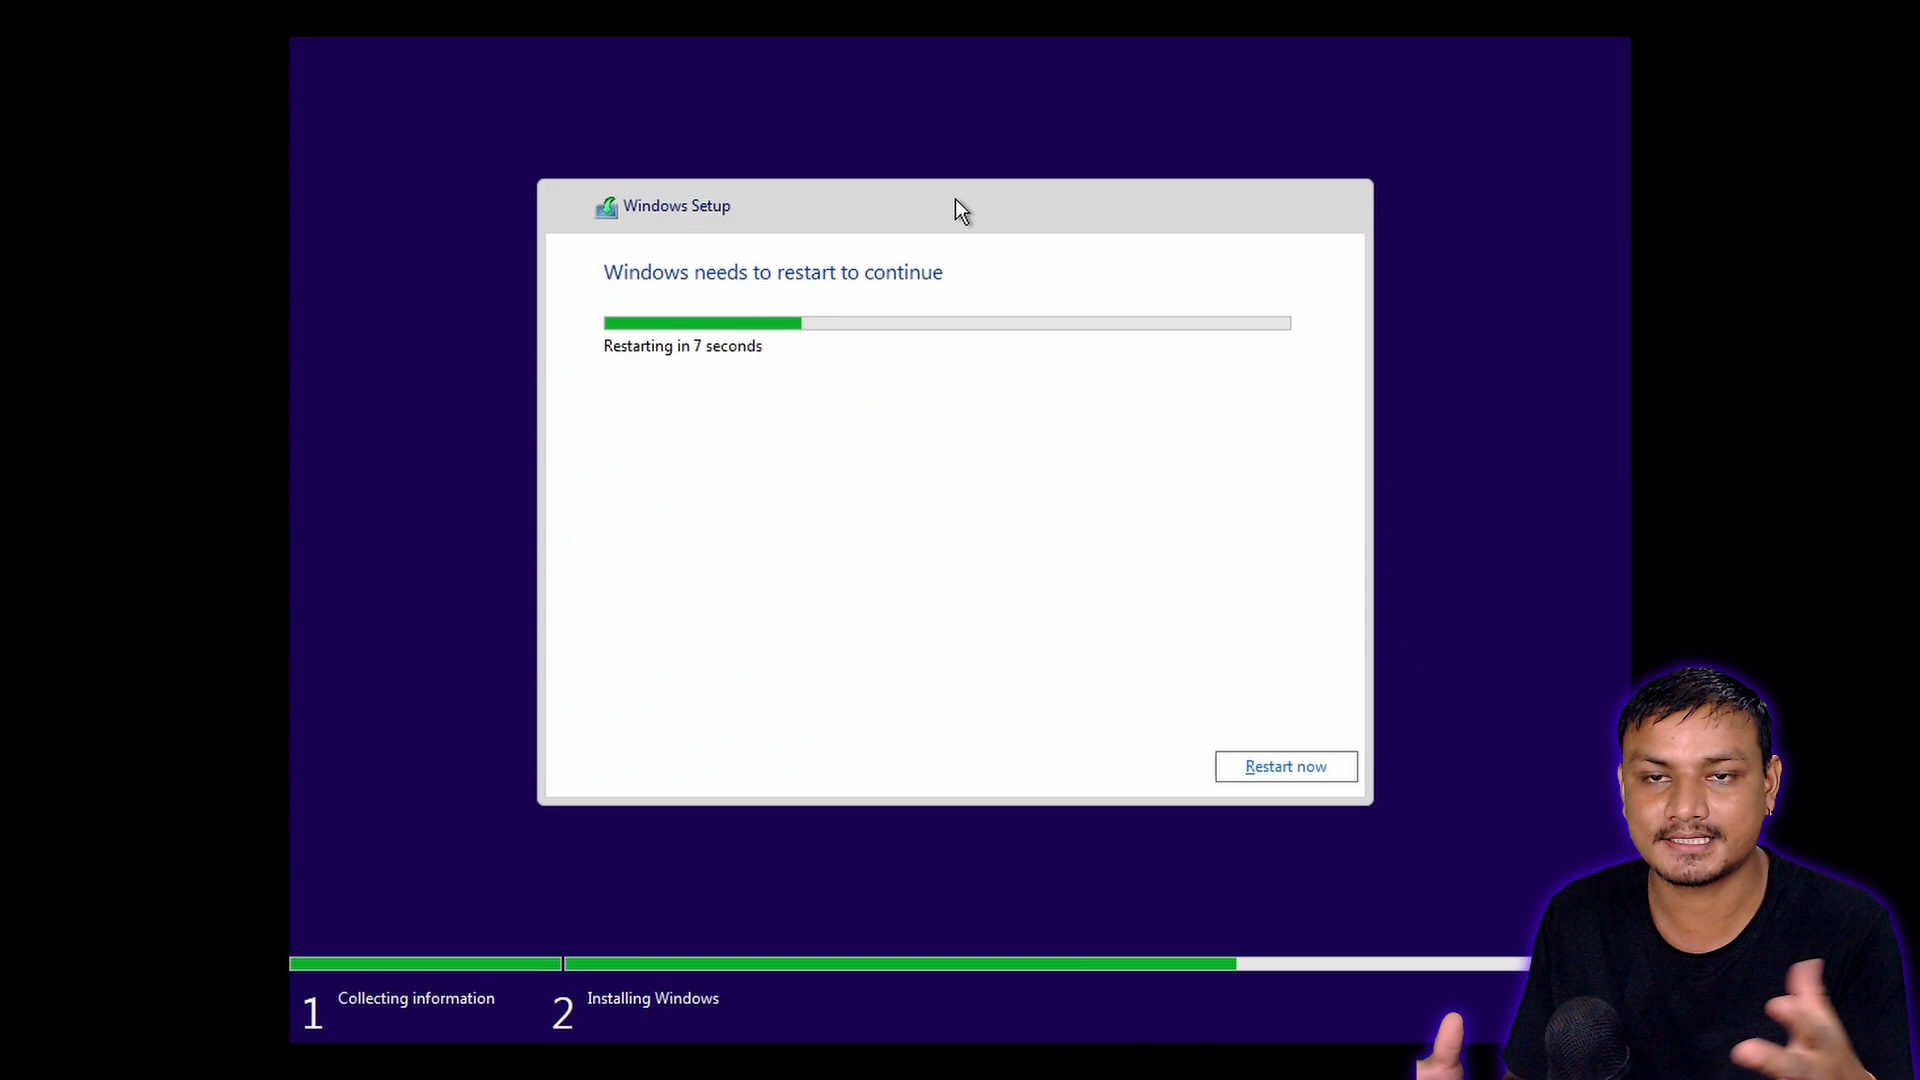 Windows Setup
Windows needs to restart to continue
Restarting in 7 seconds
Restart now
1 Collecting information
2 Installing Windows